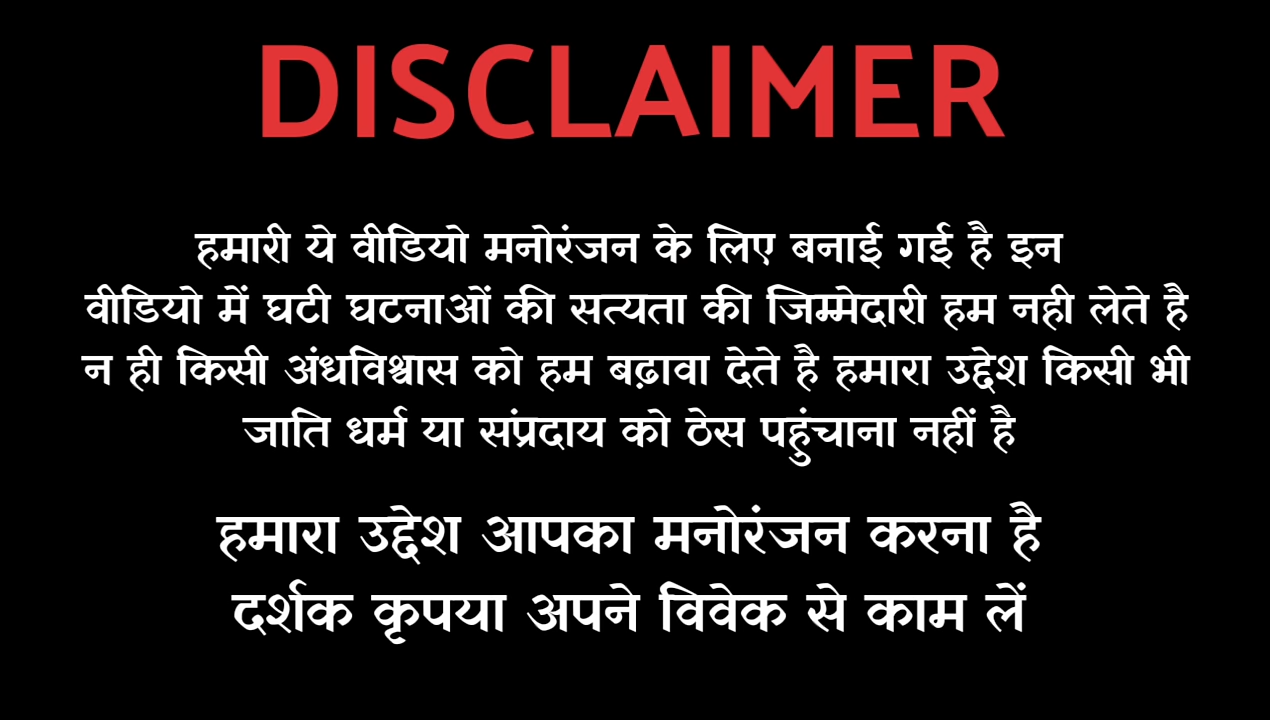 DISCLAIMER
हमारी ये वीडियो मनोरंजन के लिए बनाई गई है इन
वीडियो में घटी घटनाओं की सत्यता की जिम्मेदारी हम नही लेते है
न ही किसी अंधविश्वास को हम बढ़ावा देते है हमारा उद्देश किसी भी
जाति धर्म या संप्रदाय को ठेस पहुंचाना नहीं है
हमारा उद्देश आपका मनोरंजन करना है
दर्शक कृपया अपने विवेक से काम लें